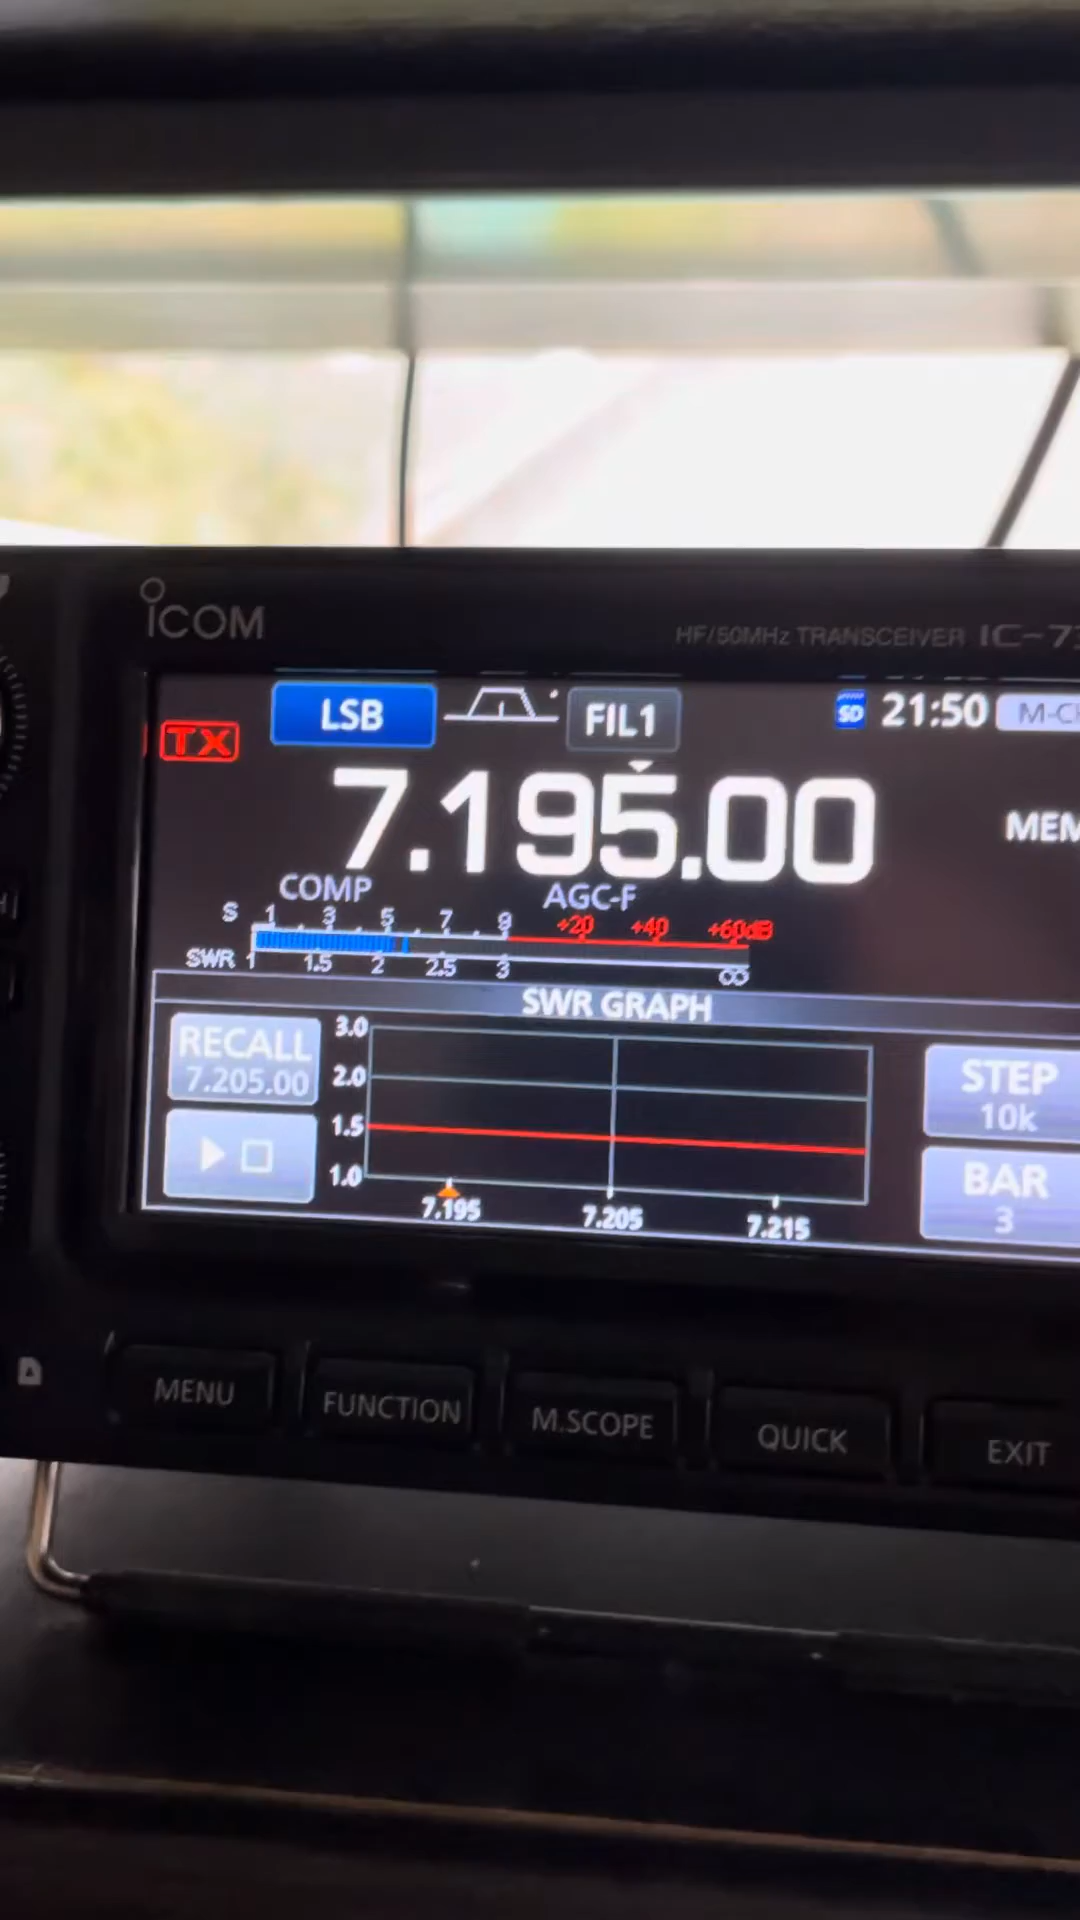 ICOM
HF/50MHz TRANSCEIVER IC-73
LSB FIL1 SD 21:50 M-C
TX
7.195.00
MEM
COMP AGC-F
S 1 3 5 7 9 +20 +40 +60dB
SWR 1 1.5 2 2.5 3 ∞
SWR GRAPH
RECALL
7.205.00
3.0
2.0
1.5
1.0
7.195 7.205 7.215
STEP
10k
BAR
3
MENU FUNCTION M.SCOPE QUICK EXIT